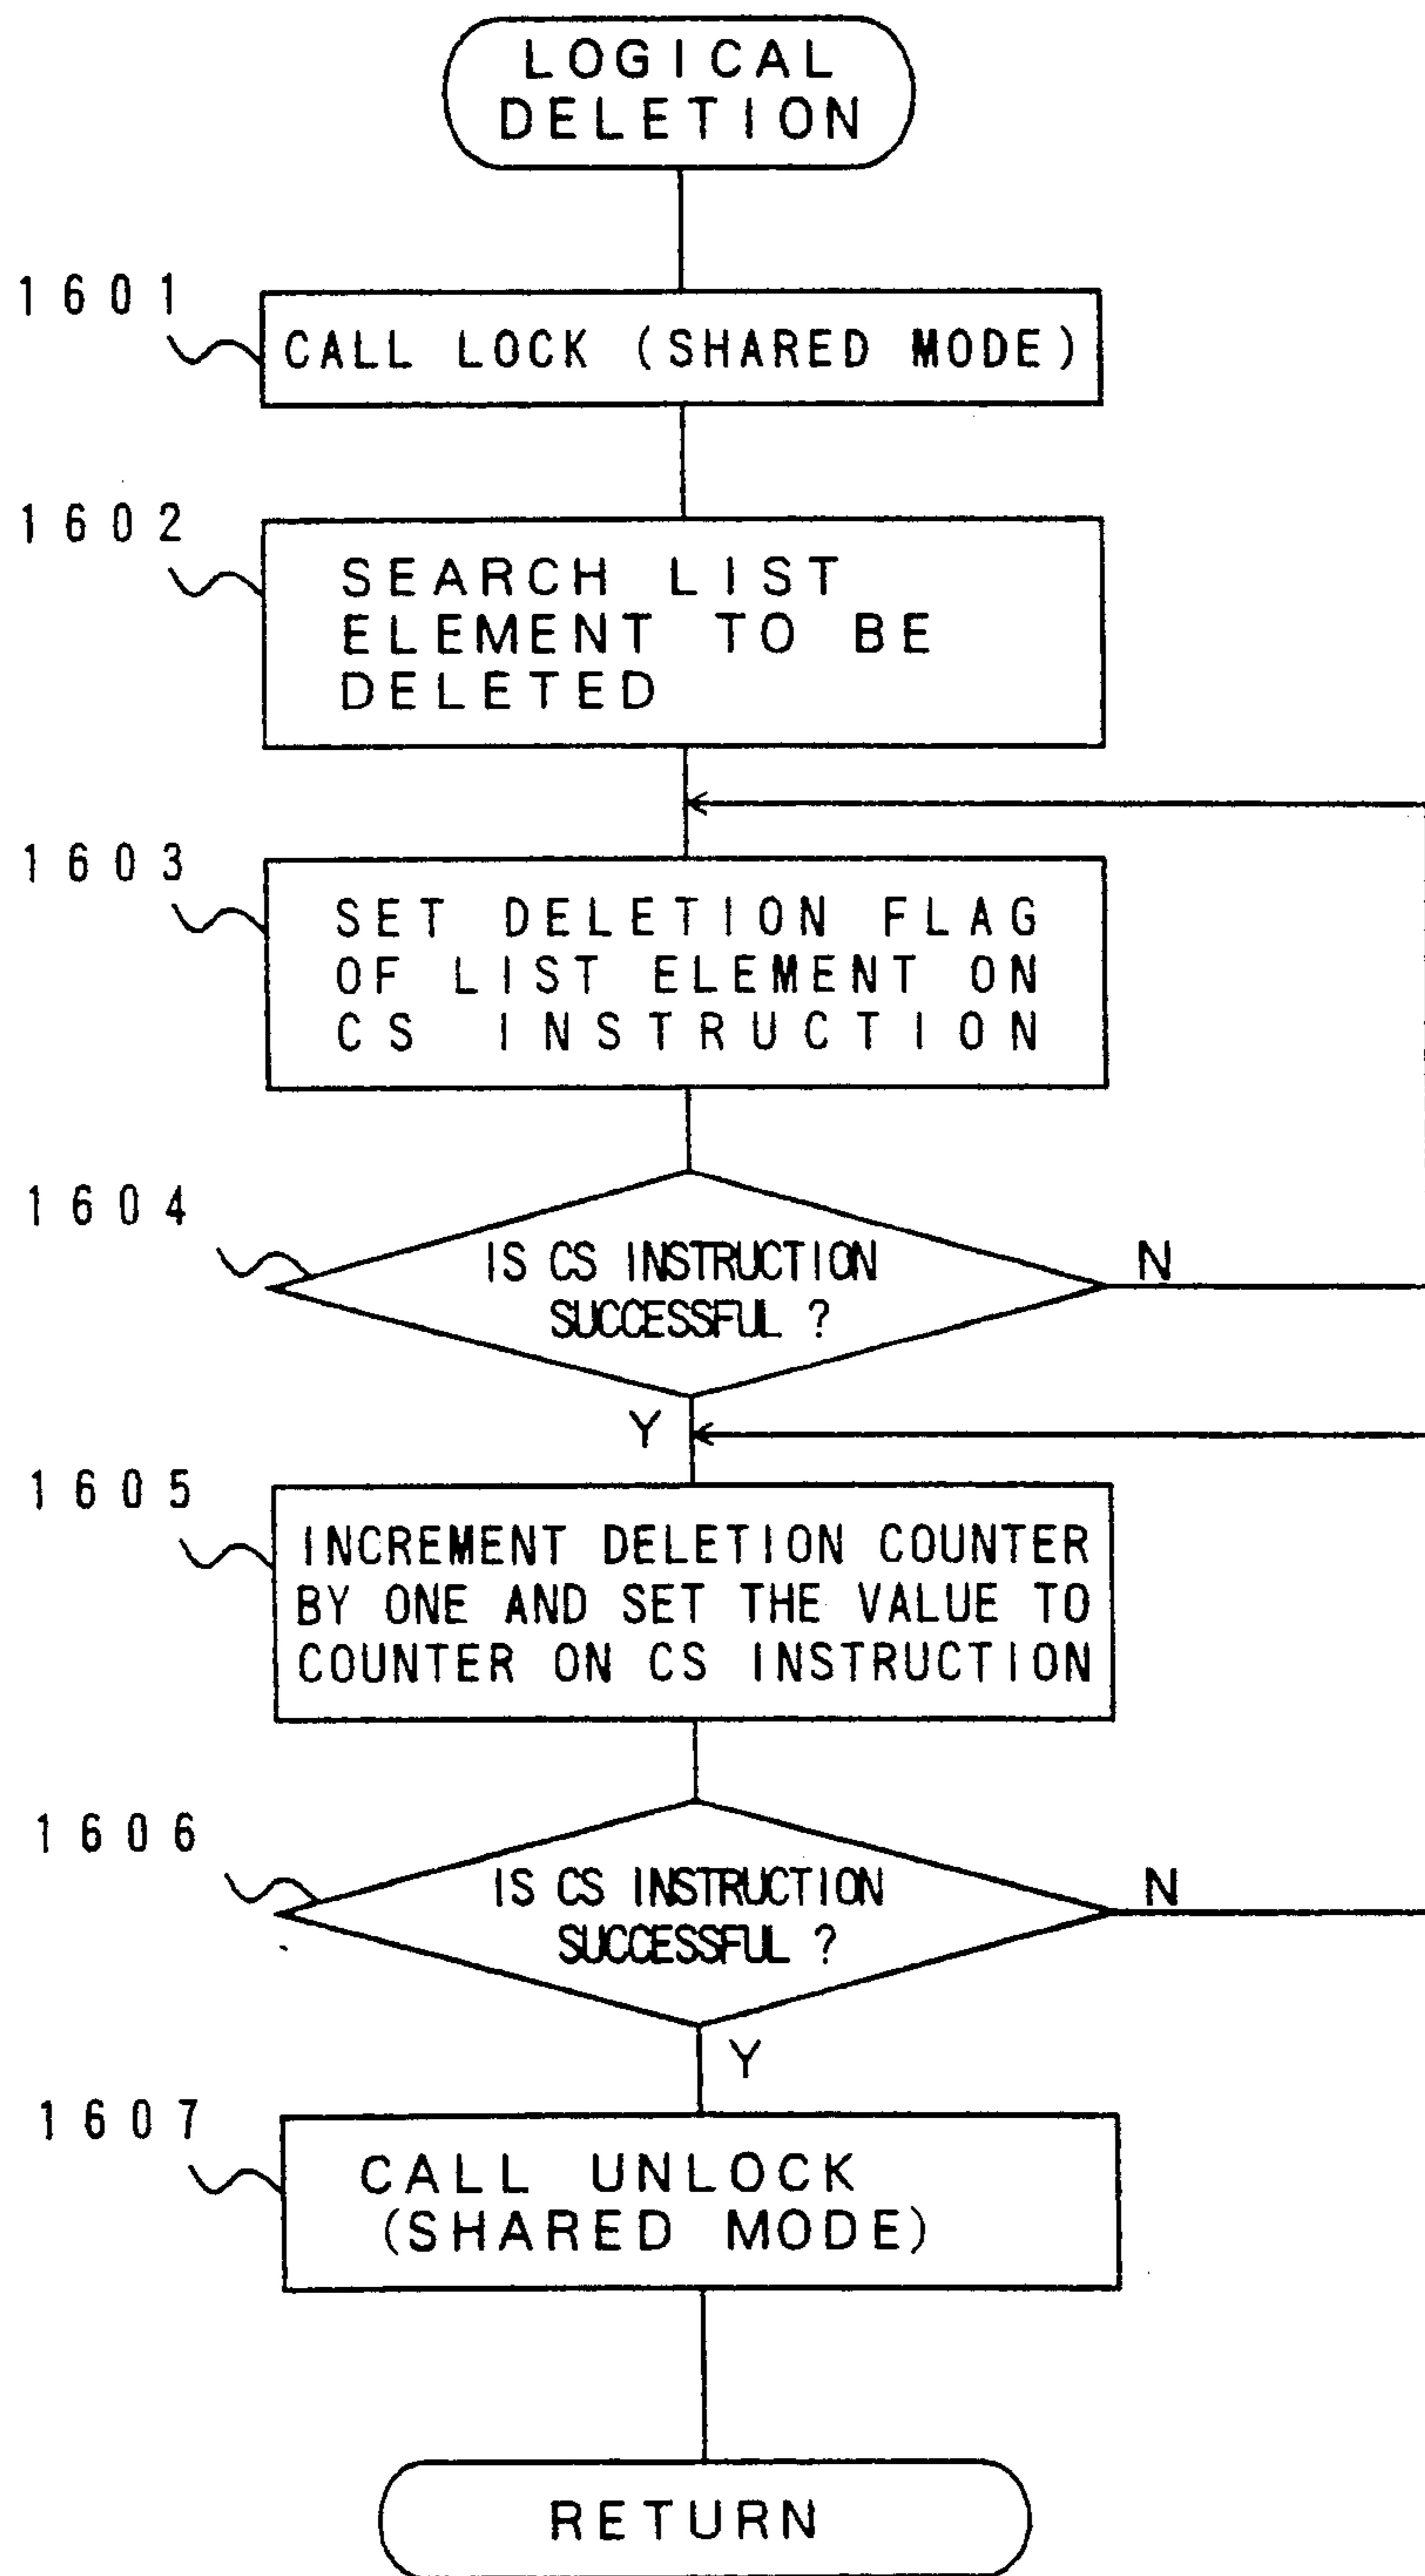 LOGICAL
DELETION
1601
CALL LOCK (SHARED MODE)
1602
SEARCH LIST
ELEMENT TO BE
DELETED
1603
SET DELETION FLAG
OF LIST ELEMENT ON
CS INSTRUCTION
1604
IS CS INSTRUCTION
SUCCESSFUL ?
N
Y
1605
INCREMENT DELETION COUNTER
BY ONE AND SET THE VALUE TO
COUNTER ON CS INSTRUCTION
1606
IS CS INSTRUCTION
SUCCESSFUL ?
N
Y
1607
CALL UNLOCK
(SHARED MODE)
RETURN